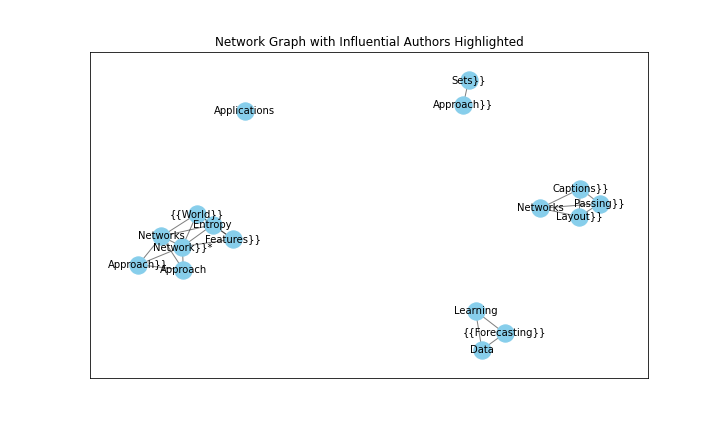 Network Graph with Influential Authors Highlighted
Sets}}
Approach}}
Applications
Captions}}
Networks
Passing}}
Layout}}
{{World}}
Entropy
Networks
Features}}
Network}}*
Approach}}
Approach
Learning
{{Forecasting}}
Data